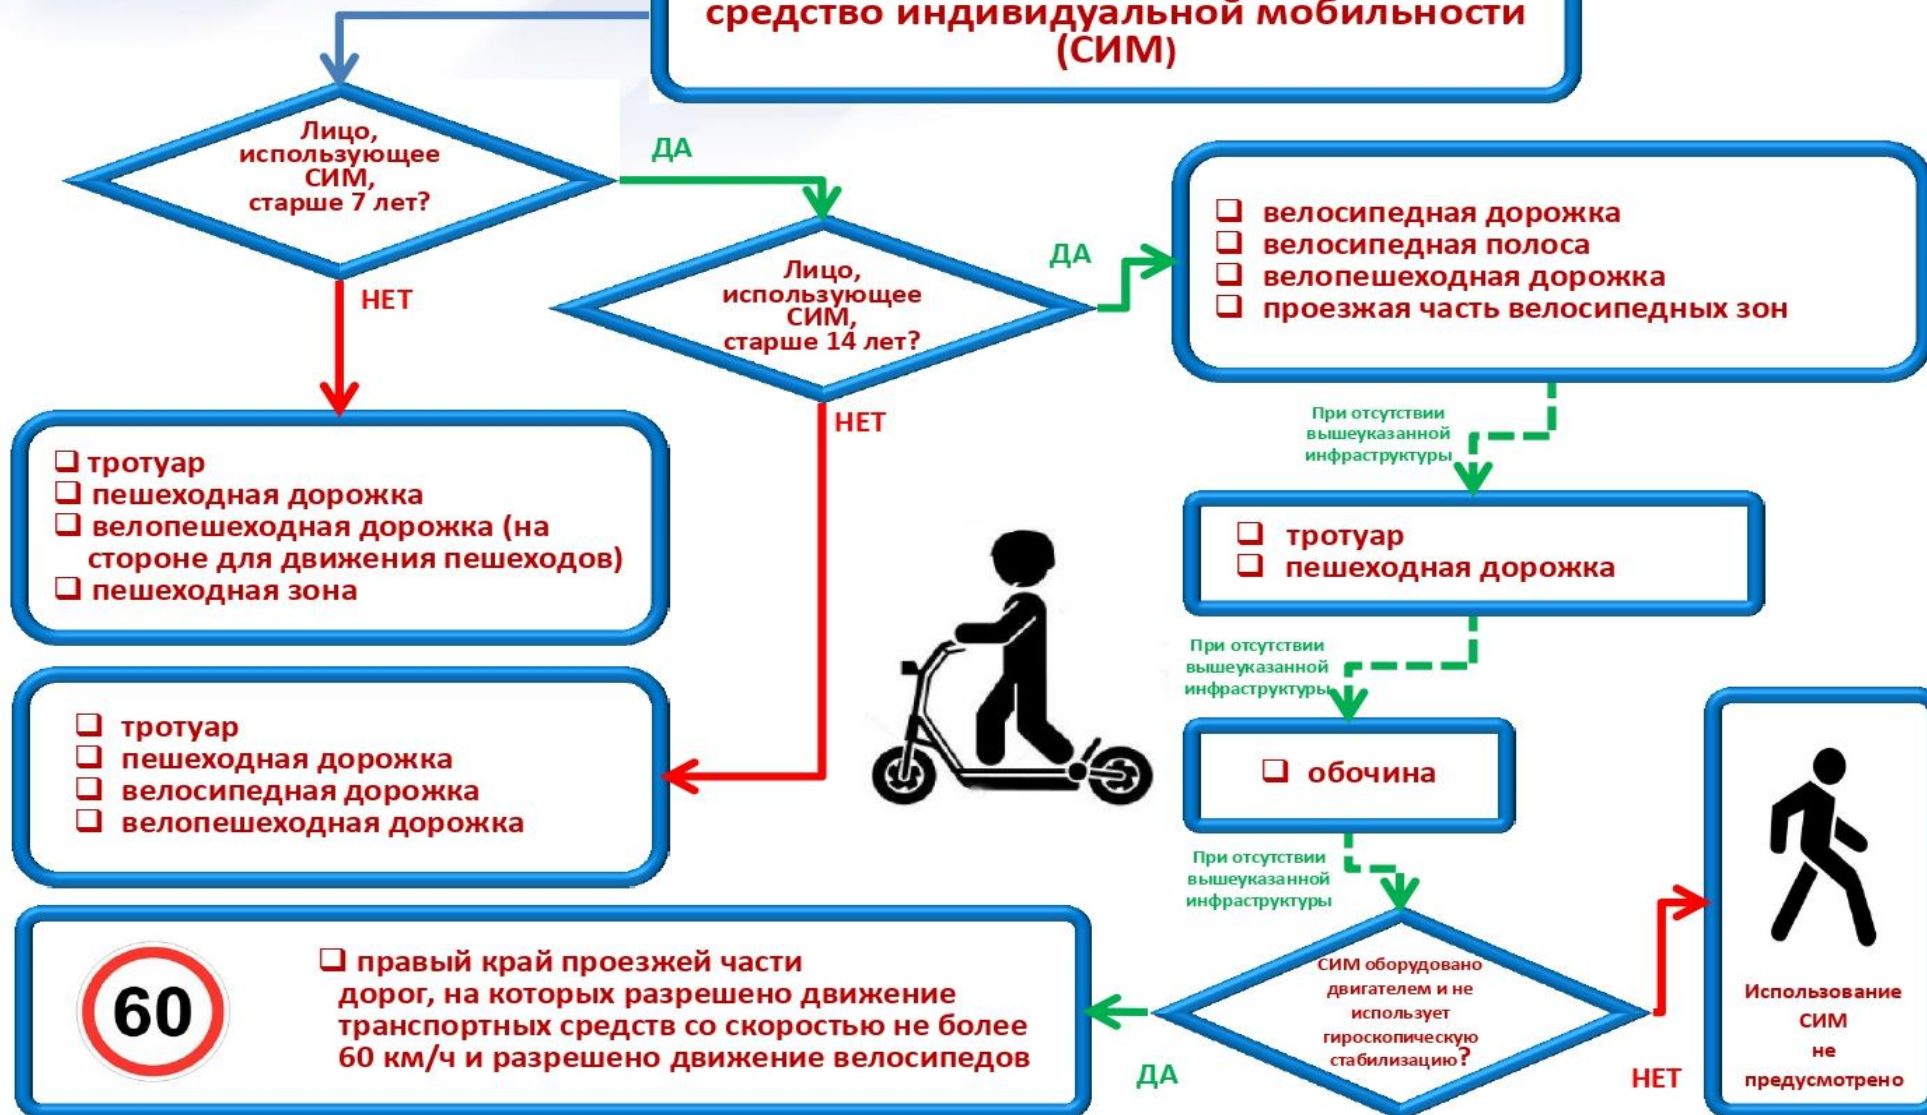 средство индивидуальной мобильности
(СИМ)
Лицо,
использующее
СИМ,
старше 7 лет?
ДА
НЕТ
Лицо,
использующее
СИМ,
старше 14 лет?
ДА
НЕТ
велосипедная дорожка
велосипедная полоса
велопешеходная дорожка
проезжая часть велосипедных зон
При отсутствии
вышеуказанной
инфраструктуры
тротуар
пешеходная дорожка
велопешеходная дорожка (на
стороне для движения пешеходов)
пешеходная зона
тротуар
пешеходная дорожка
При отсутствии
вышеуказанной
инфраструктуры
тротуар
пешеходная дорожка
велосипедная дорожка
велопешеходная дорожка
обочина
При отсутствии
вышеуказанной
инфраструктуры
60
правый край проезжей части
дорог, на которых разрешено движение
транспортных средств со скоростью не более
60 км/ч и разрешено движение велосипедов
СИМ оборудовано
двигателем и не
использует
гироскопическую
стабилизацию?
ДА
НЕТ
Использование
СИМ
не
предусмотрено